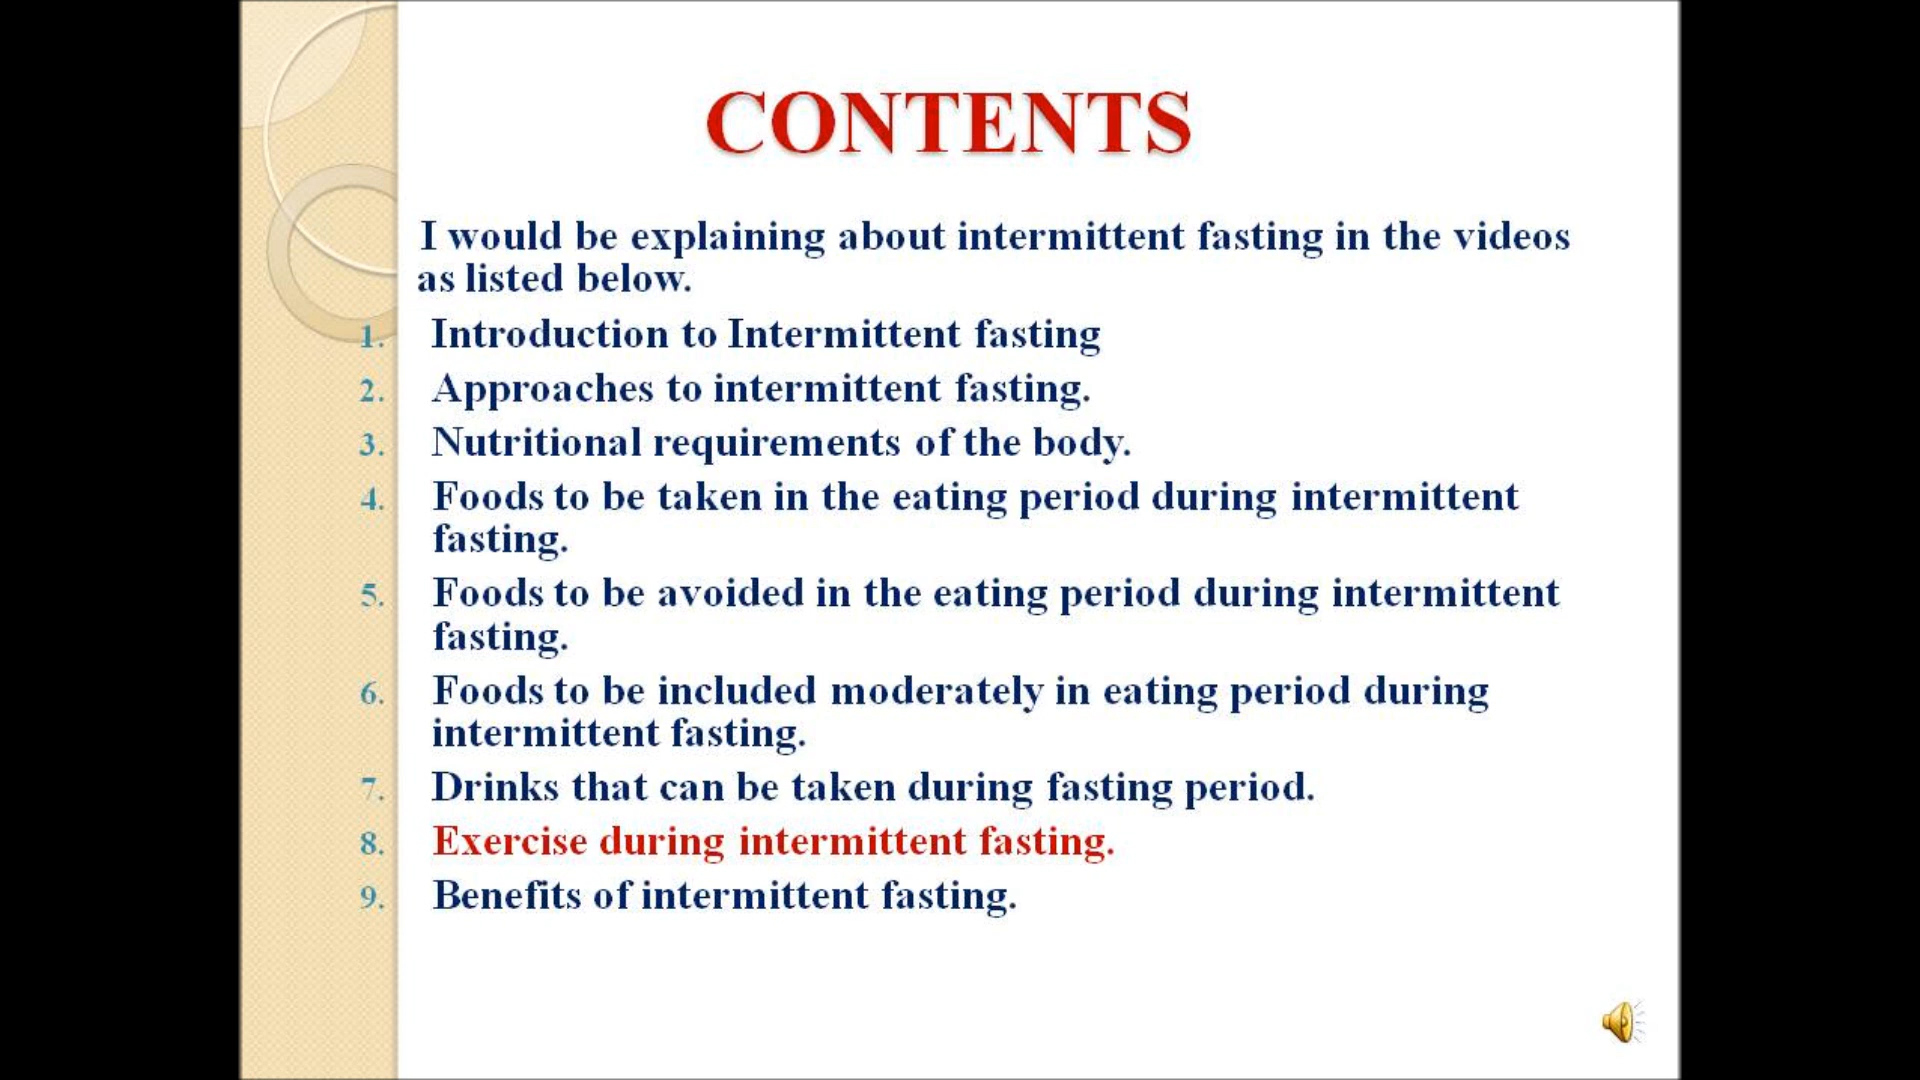 CONTENTS
I would be explaining about intermittent fasting in the videos
as listed below.
1. Introduction to Intermittent fasting
2. Approaches to intermittent fasting.
3. Nutritional requirements of the body.
4. Foods to be taken in the eating period during intermittent
fasting.
5. Foods to be avoided in the eating period during intermittent
fasting.
6. Foods to be included moderately in eating period during
intermittent fasting.
7. Drinks that can be taken during fasting period.
8. Exercise during intermittent fasting.
9. Benefits of intermittent fasting.